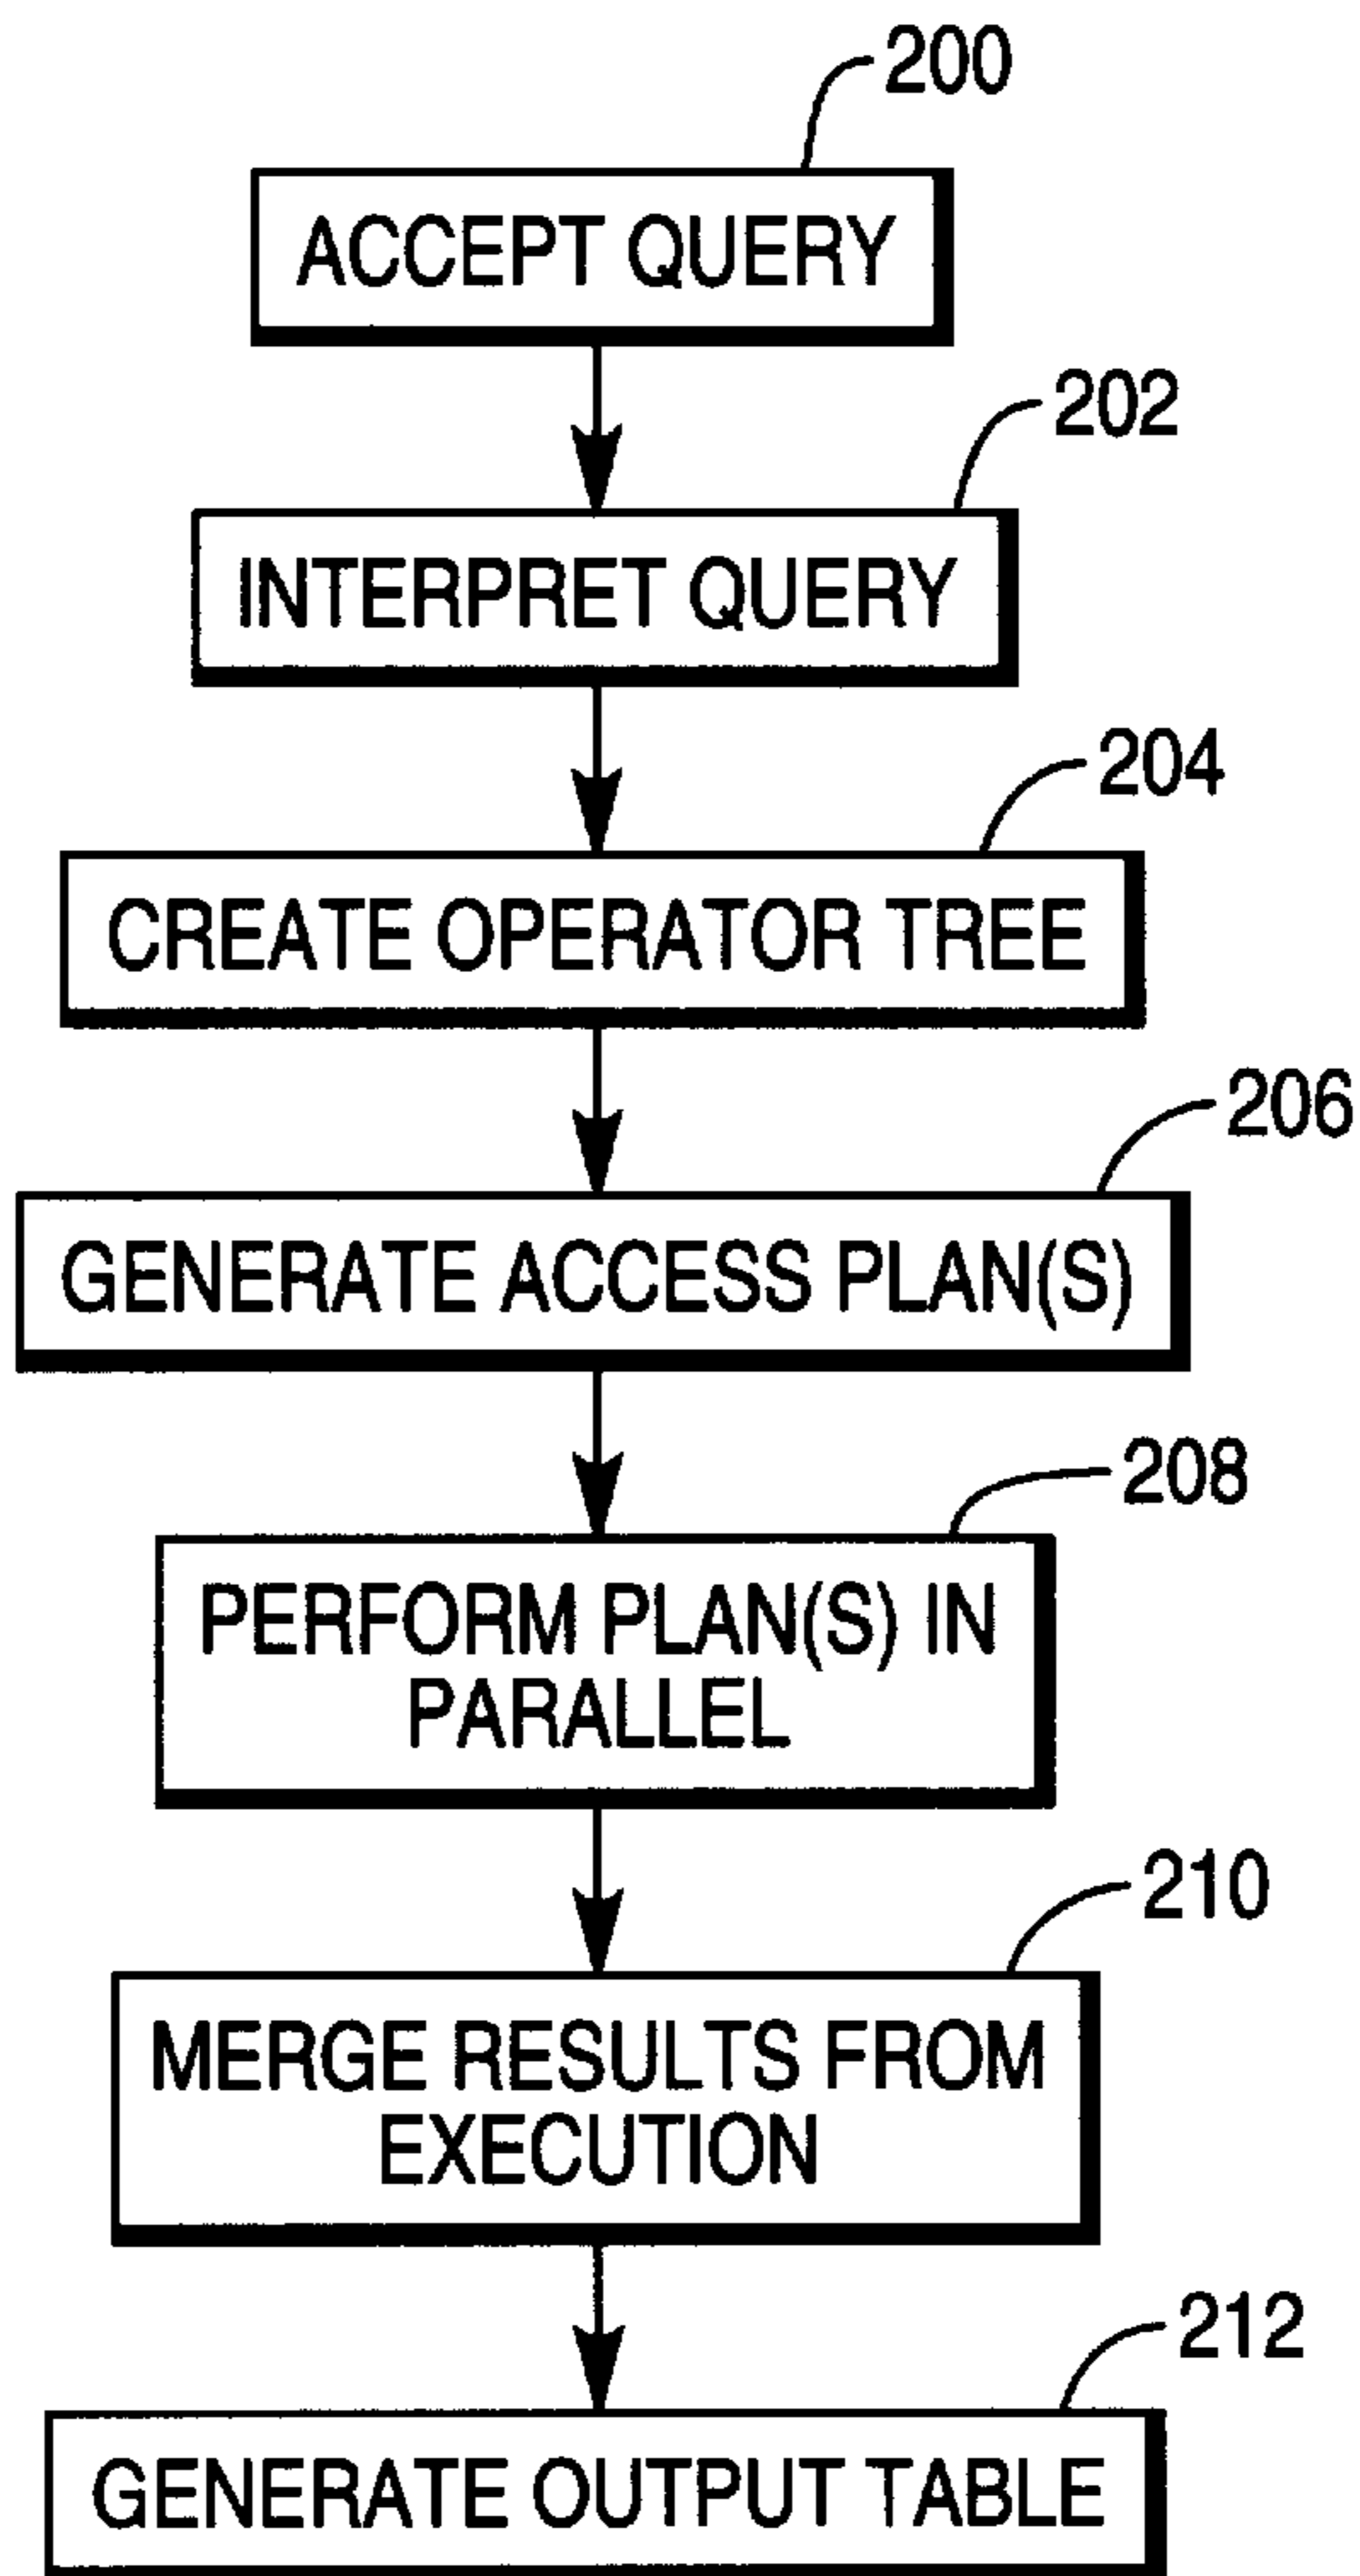 200
ACCEPT QUERY
202
INTERPRET QUERY
204
CREATE OPERATOR TREE
206
GENERATE ACCESS PLAN(S)
208
PERFORM PLAN(S) IN
PARALLEL
210
MERGE RESULTS FROM
EXECUTION
212
GENERATE OUTPUT TABLE